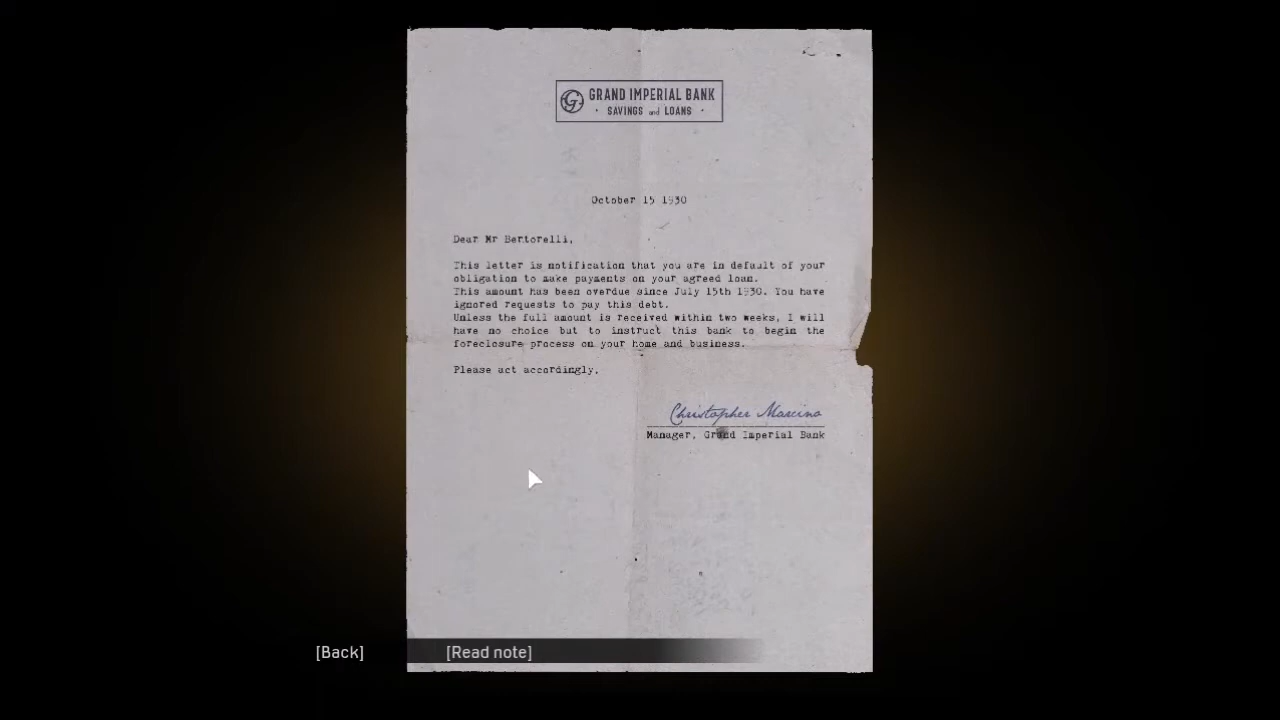 GRAND IMPERIAL BANK
· SAVINGS and LOANS ·
October 15 1930
Dear Mr Bertorelli,
This letter is notification that you are in default of your
obligation to make payments on your agreed loan.
This amount has been overdue since July 15th 1930. You have
ignored requests to pay this debt.
Unless the full amount is received within two weeks, I will
have no choice but to instruct this bank to begin the
foreclosure process on your home and business.
Please act accordingly,
Christopher Marcino
Manager, Grand Imperial Bank
[Back] [Read note]